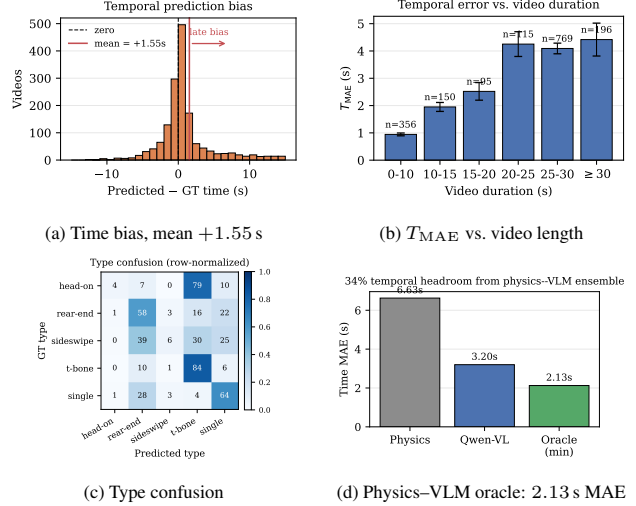 Temporal prediction bias
500
400
300
200
100
0
zero
mean = +1.55s
late bias
Videos
−10
0
10
Predicted − GT time (s)
(a) Time bias, mean +1.55 s
Temporal error vs. video duration
5
4
3
2
1
0
T_MAE (s)
n=356
n=150
n=95
n=115
n=769
n=196
0-10
10-15
15-20
20-25
25-30
≥ 30
Video duration (s)
(b) T_MAE vs. video length
Type confusion (row-normalized)
GT type
head-on 4 7 0 79 10
rear-end 1 58 3 16 22
sideswipe 0 39 6 30 25
t-bone 0 10 1 84 6
single 1 28 3 4 64
head-on
rear-end
sideswipe
t-bone
single
Predicted type
1.0
0.8
0.6
0.4
0.2
0.0
(c) Type confusion
34% temporal headroom from physics--VLM ensemble
6.63s
3.20s
2.13s
6
4
2
0
Time MAE (s)
Physics
Qwen-VL
Oracle
(min)
(d) Physics–VLM oracle: 2.13 s MAE